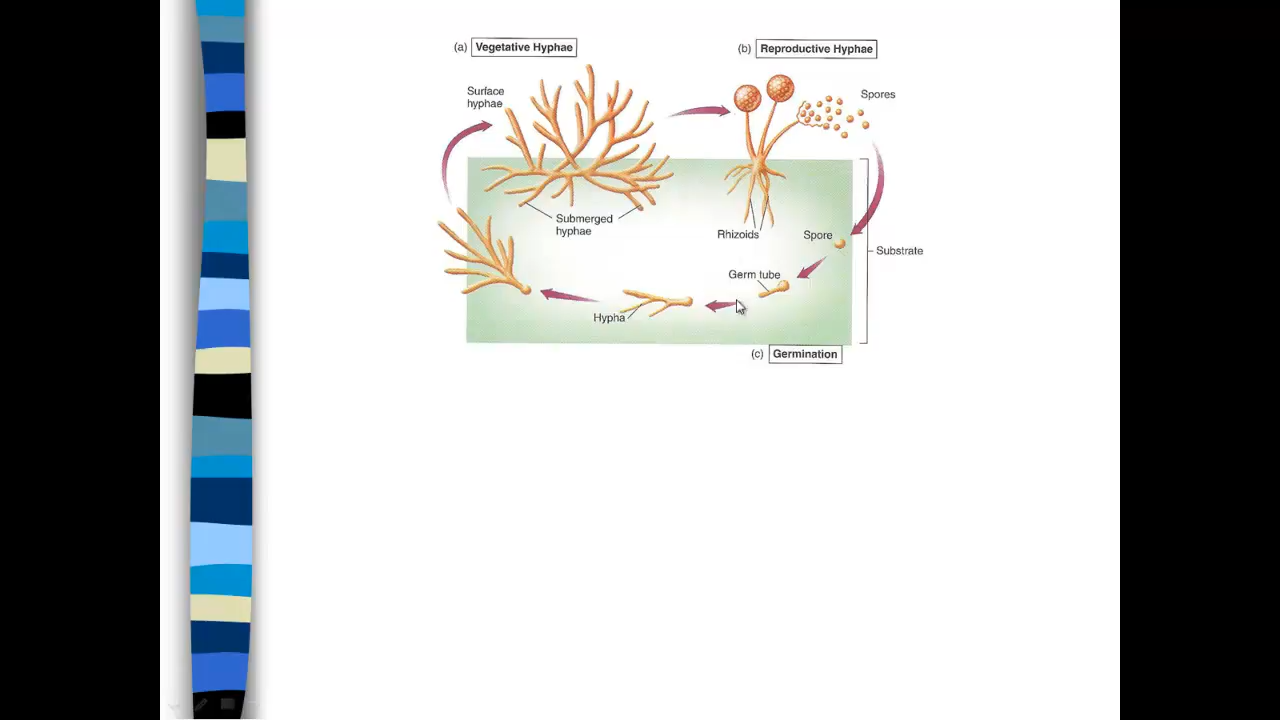 (a) Vegetative Hyphae
(b) Reproductive Hyphae
Surface
hyphae
Spores
Submerged
hyphae
Rhizoids
Spore
Substrate
Germ tube
Hypha
(c) Germination